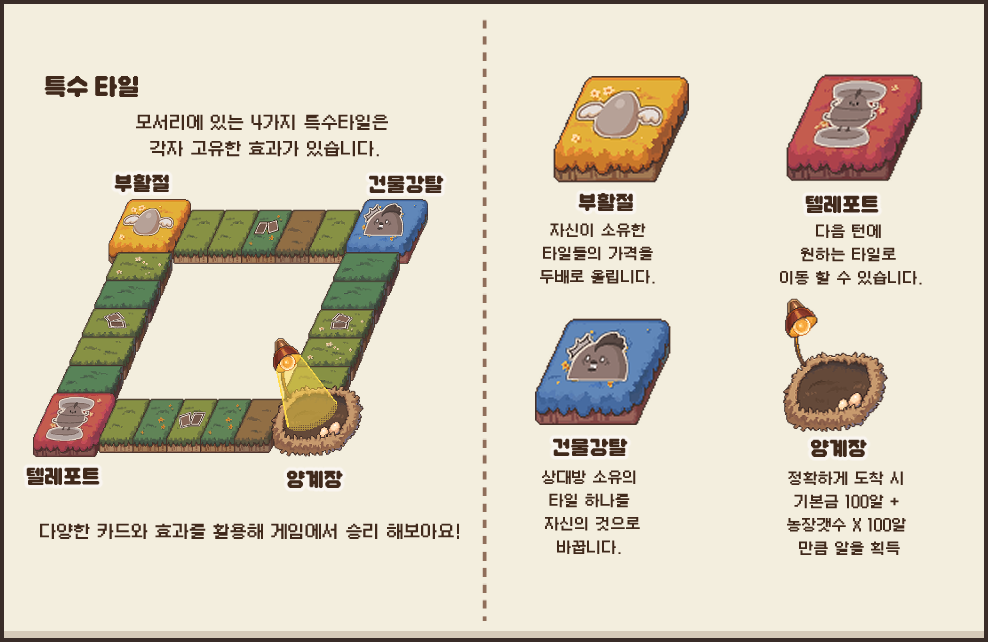 특수 타일
모서리에 있는 4가지 특수타일은
각자 고유한 효과가 있습니다.
부활절
건물강탈
텔레포트
양계장
다양한 카드와 효과를 활용해 게임에서 승리 해보아요!
부활절
자신이 소유한
타일들의 가격을
두배로 올립니다.
텔레포트
다음 턴에
원하는 타일로
이동 할 수 있습니다.
건물강탈
상대방 소유의
타일 하나를
자신의 것으로
바꿉니다.
양계장
정확하게 도착 시
기본금 100알 +
농장갯수 X 100알
만큼 알을 획득